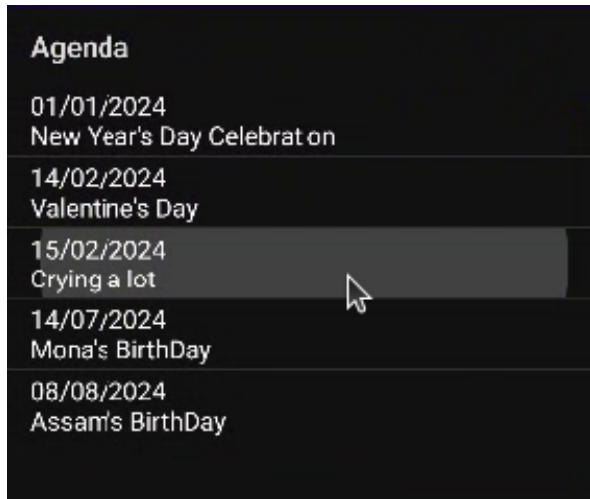 Agenda
01/01/2024
New Year's Day Celebration
14/02/2024
Valentine's Day
15/02/2024
Crying a lot
14/07/2024
Mona's BirthDay
08/08/2024
Assam's BirthDay